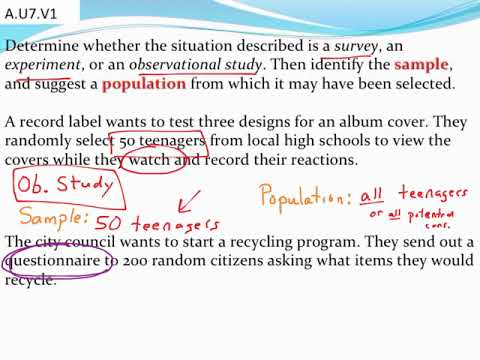 A.U7.V1
Determine whether the situation described is a survey, an
experiment, or an observational study. Then identify the sample,
and suggest a population from which it may have been selected.
A record label wants to test three designs for an album cover. They
randomly select 50 teenagers from local high schools to view the
covers while they watch and record their reactions.
Ob. Study
Sample: 50 teenagers
Population: all teenagers
or all potential
cons.
The city council wants to start a recycling program. They send out a
questionnaire to 200 random citizens asking what items they would
recycle.